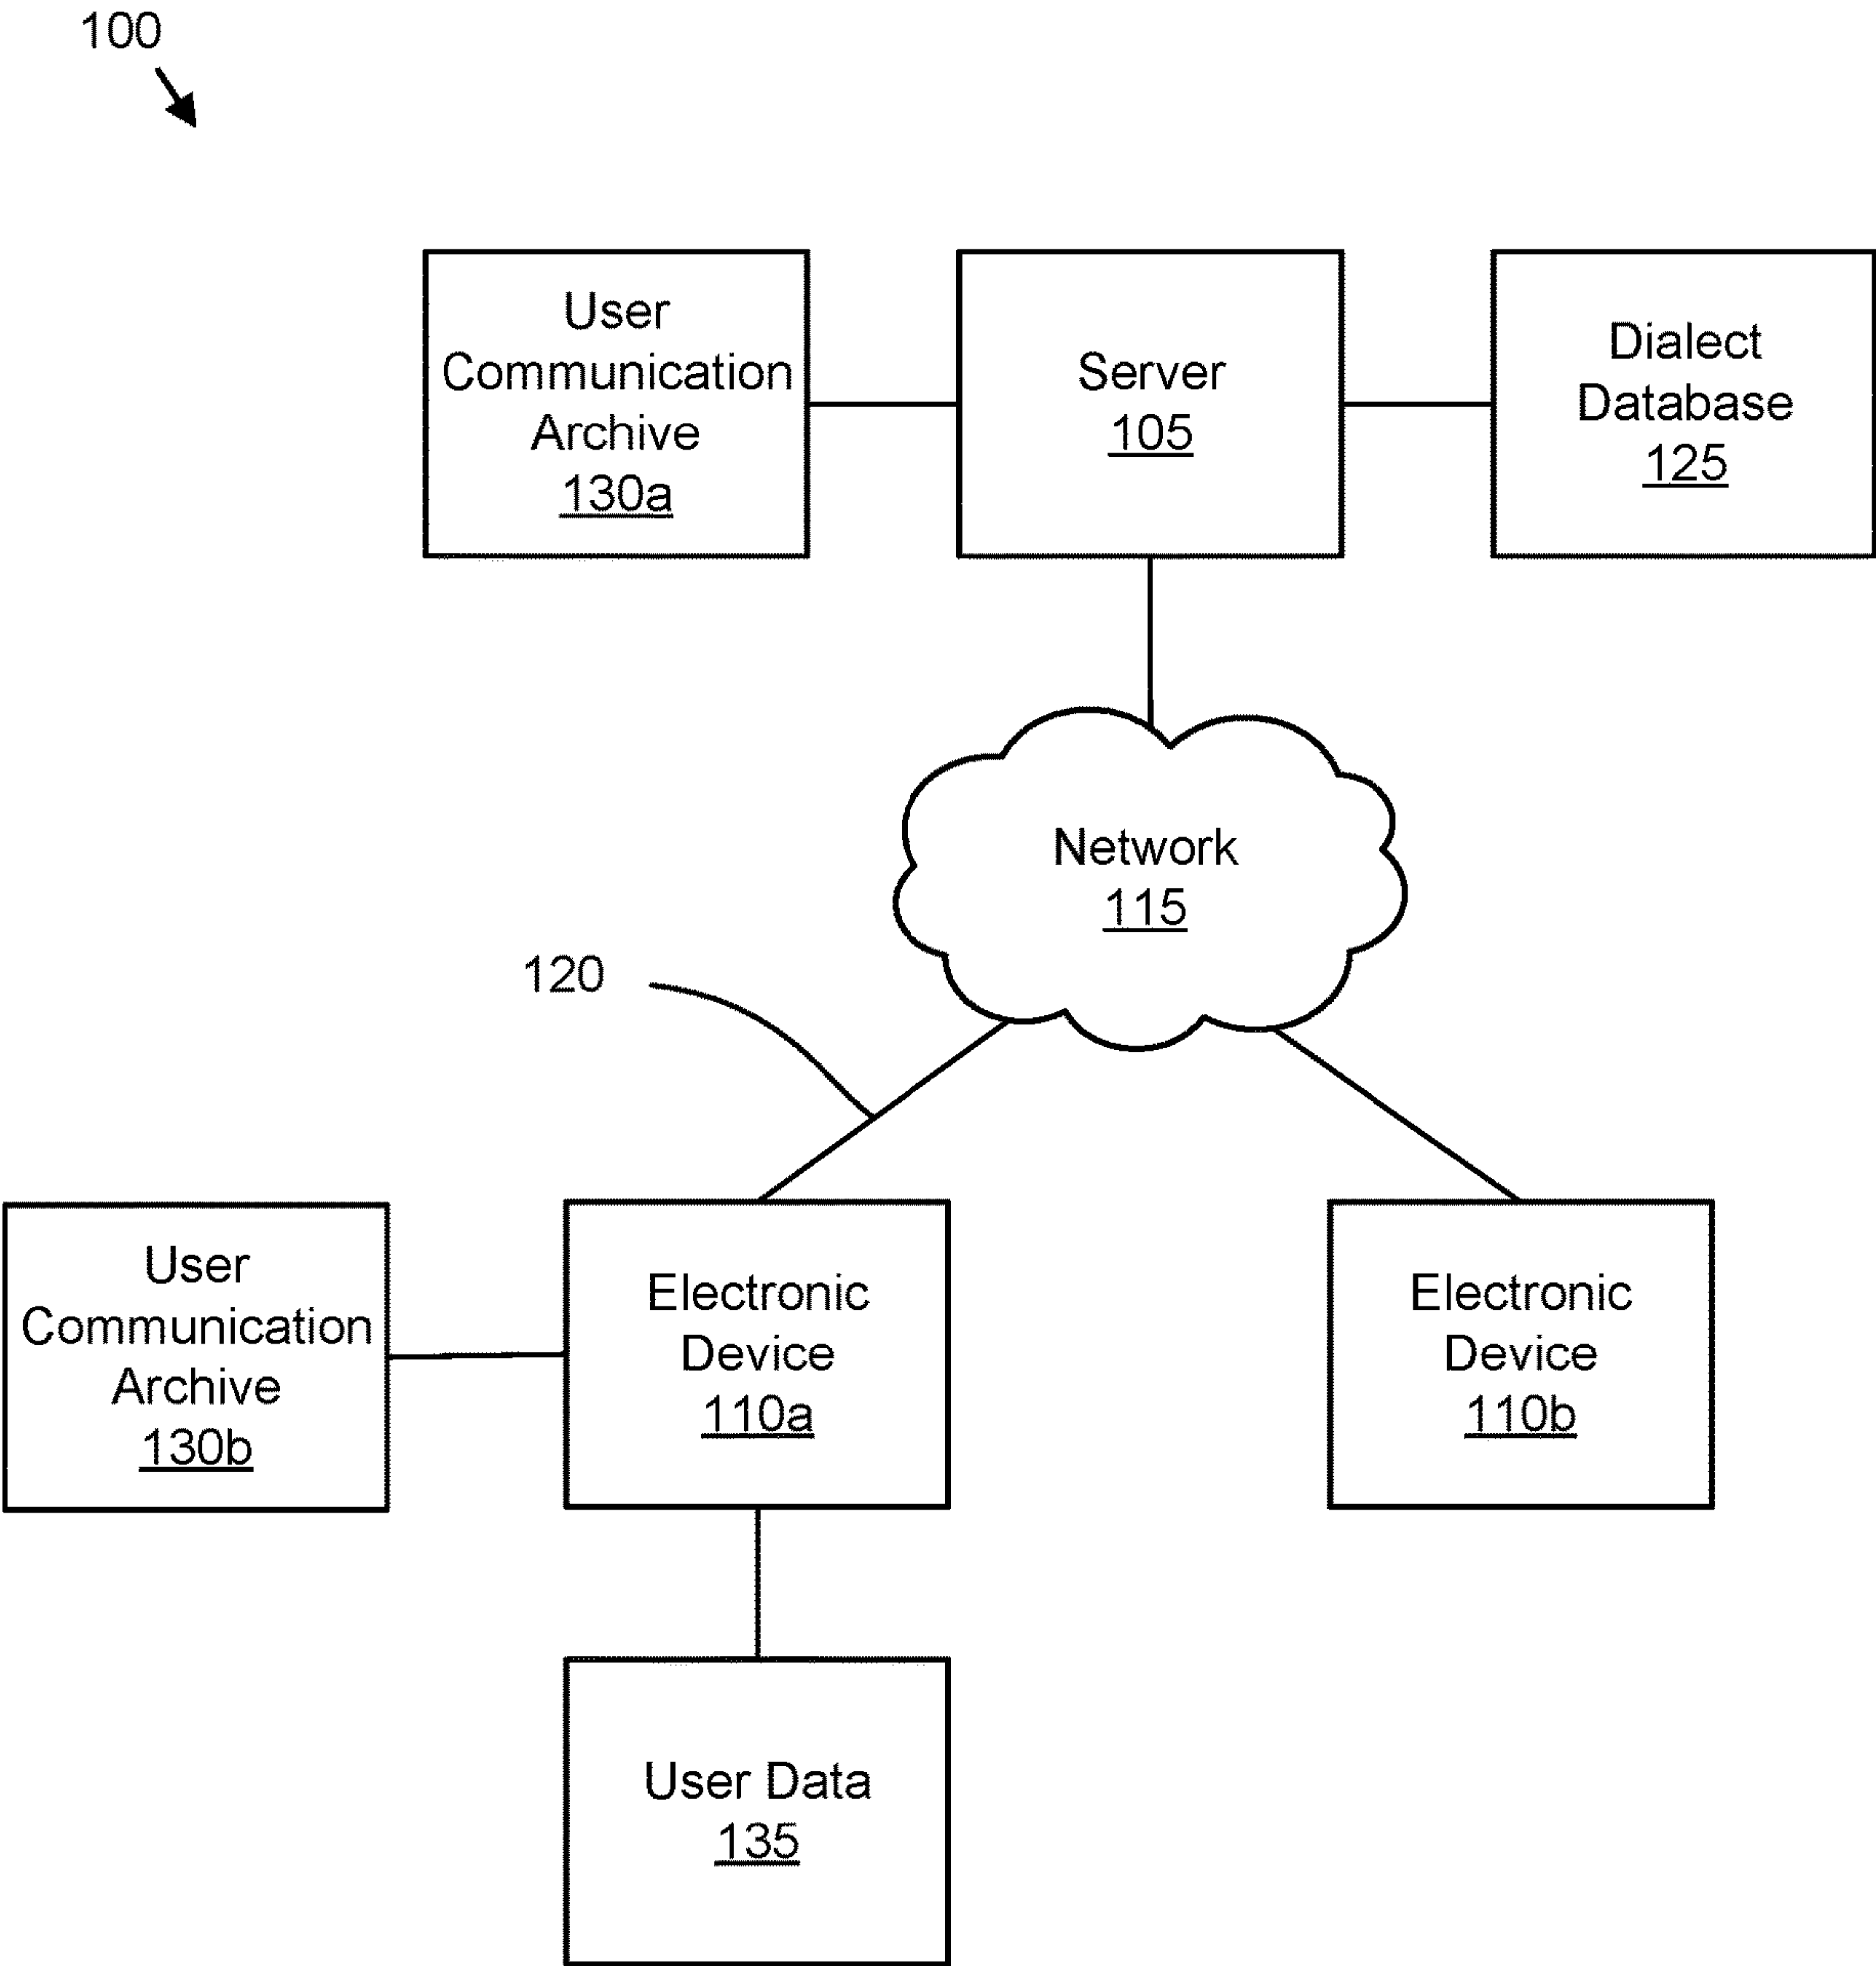 100
User
Communication
Archive
130a
Server
105
Dialect
Database
125
Network
115
120
User
Communication
Archive
130b
Electronic
Device
110a
Electronic
Device
110b
User Data
135